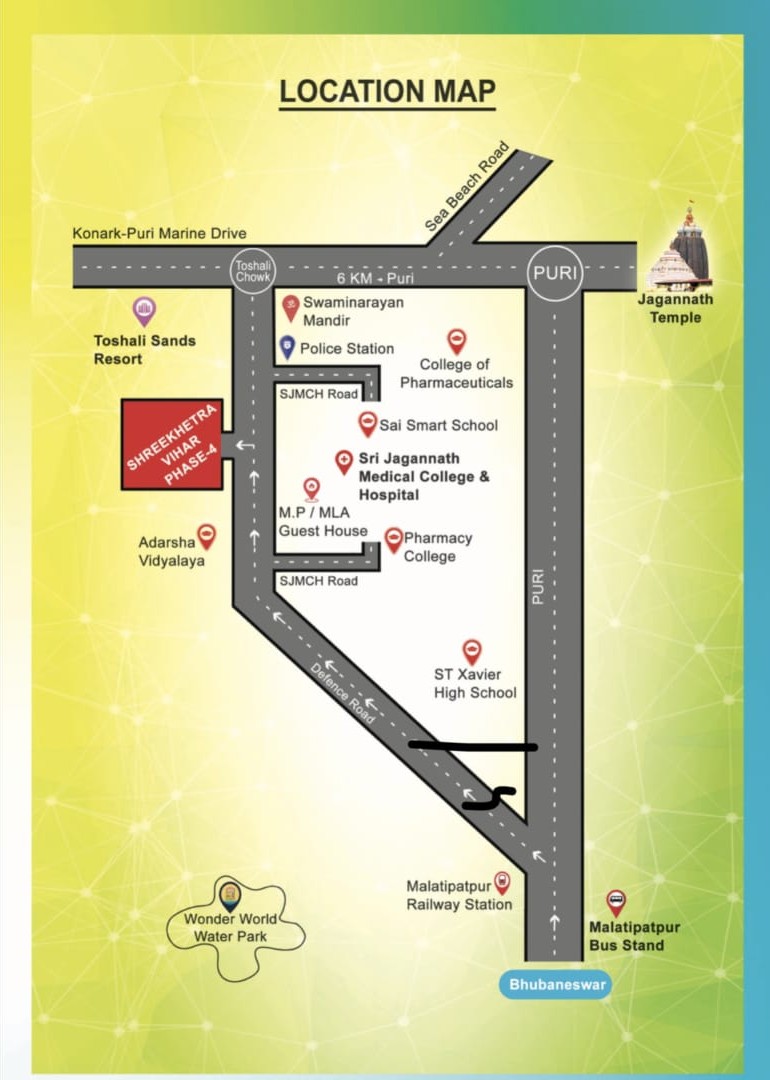 LOCATION MAP
Sea Beach Road
Konark-Puri Marine Drive
Toshali
Chowk
6 KM - Puri
PURI
Jagannath
Temple
Swaminarayan
Mandir
Toshali Sands
Resort
Police Station
College of
Pharmaceuticals
SJMCH Road
SHREEKHETRA
VIHAR
PHASE-4
Sai Smart School
Sri Jagannath
Medical College &
Hospital
M.P / MLA
Guest House
Adarsha
Vidyalaya
Pharmacy
College
SJMCH Road
PURI
ST Xavier
High School
Defence Road
Malatipatpur
Railway Station
Wonder World
Water Park
Malatipatpur
Bus Stand
Bhubaneswar